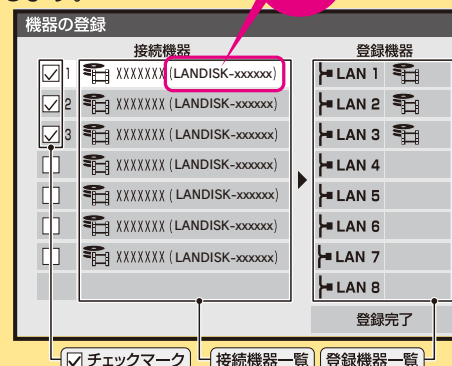 機器の登録
接続機器 登録機器
1 XXXXXXX (LANDISK-xxxxxx) LAN 1
2 XXXXXXX (LANDISK-xxxxxx) LAN 2
3 XXXXXXX (LANDISK-xxxxxx) LAN 3
XXXXXXX (LANDISK-xxxxxx) LAN 4
XXXXXXX (LANDISK-xxxxxx) LAN 5
XXXXXXX (LANDISK-xxxxxx) LAN 6
XXXXXXX (LANDISK-xxxxxx) LAN 7
LAN 8
登録完了
チェックマーク 接続機器一覧 登録機器一覧